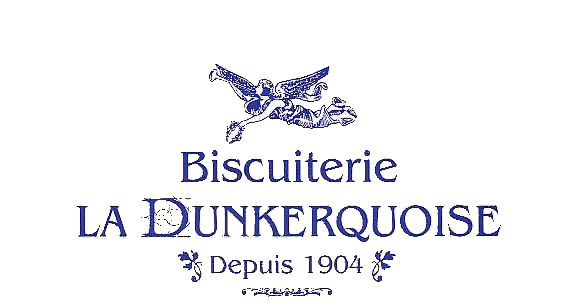 Biscuiterie
LA DUNKERQUOISE
Depuis 1904